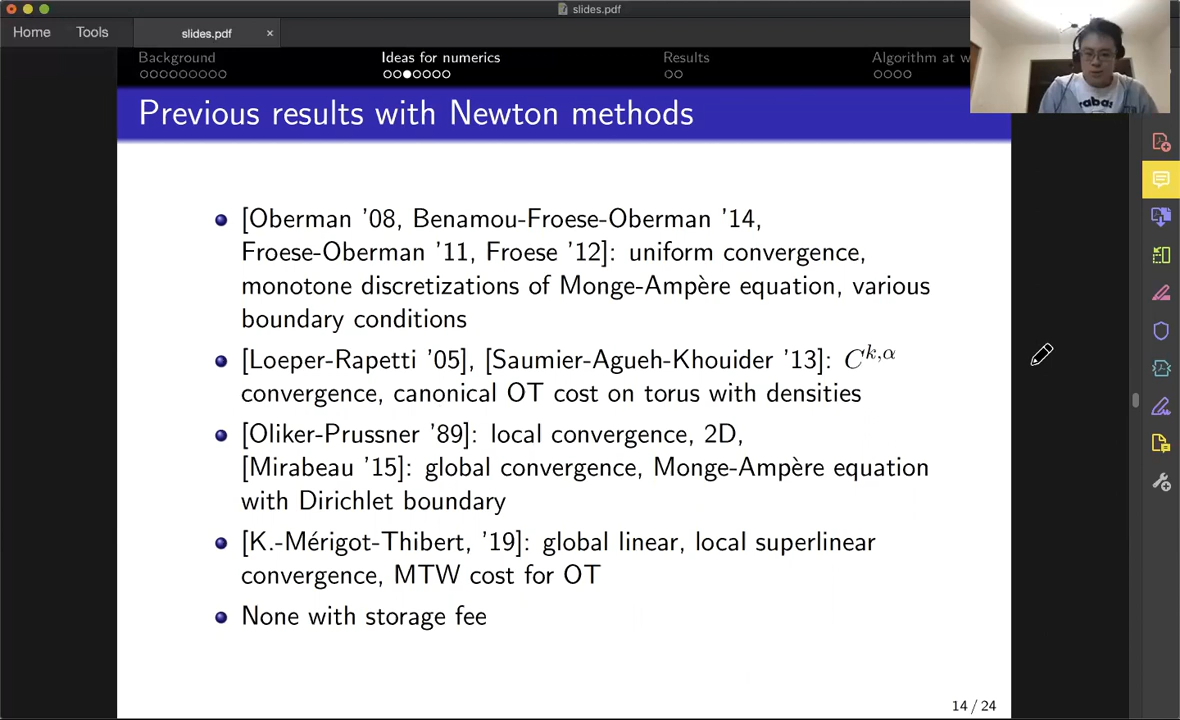 slides.pdf
Home
Tools
slides.pdf
×
Background
Ideas for numerics
Results
Algorithm at w
Previous results with Newton methods
[Oberman '08, Benamou-Froese-Oberman '14,
Froese-Oberman '11, Froese '12]: uniform convergence,
monotone discretizations of Monge-Ampère equation, various
boundary conditions
[Loeper-Rapetti '05], [Saumier-Agueh-Khouider '13]: C^{k,α}
convergence, canonical OT cost on torus with densities
[Oliker-Prussner '89]: local convergence, 2D,
[Mirabeau '15]: global convergence, Monge-Ampère equation
with Dirichlet boundary
[K.-Mérigot-Thibert, '19]: global linear, local superlinear
convergence, MTW cost for OT
None with storage fee
14 / 24